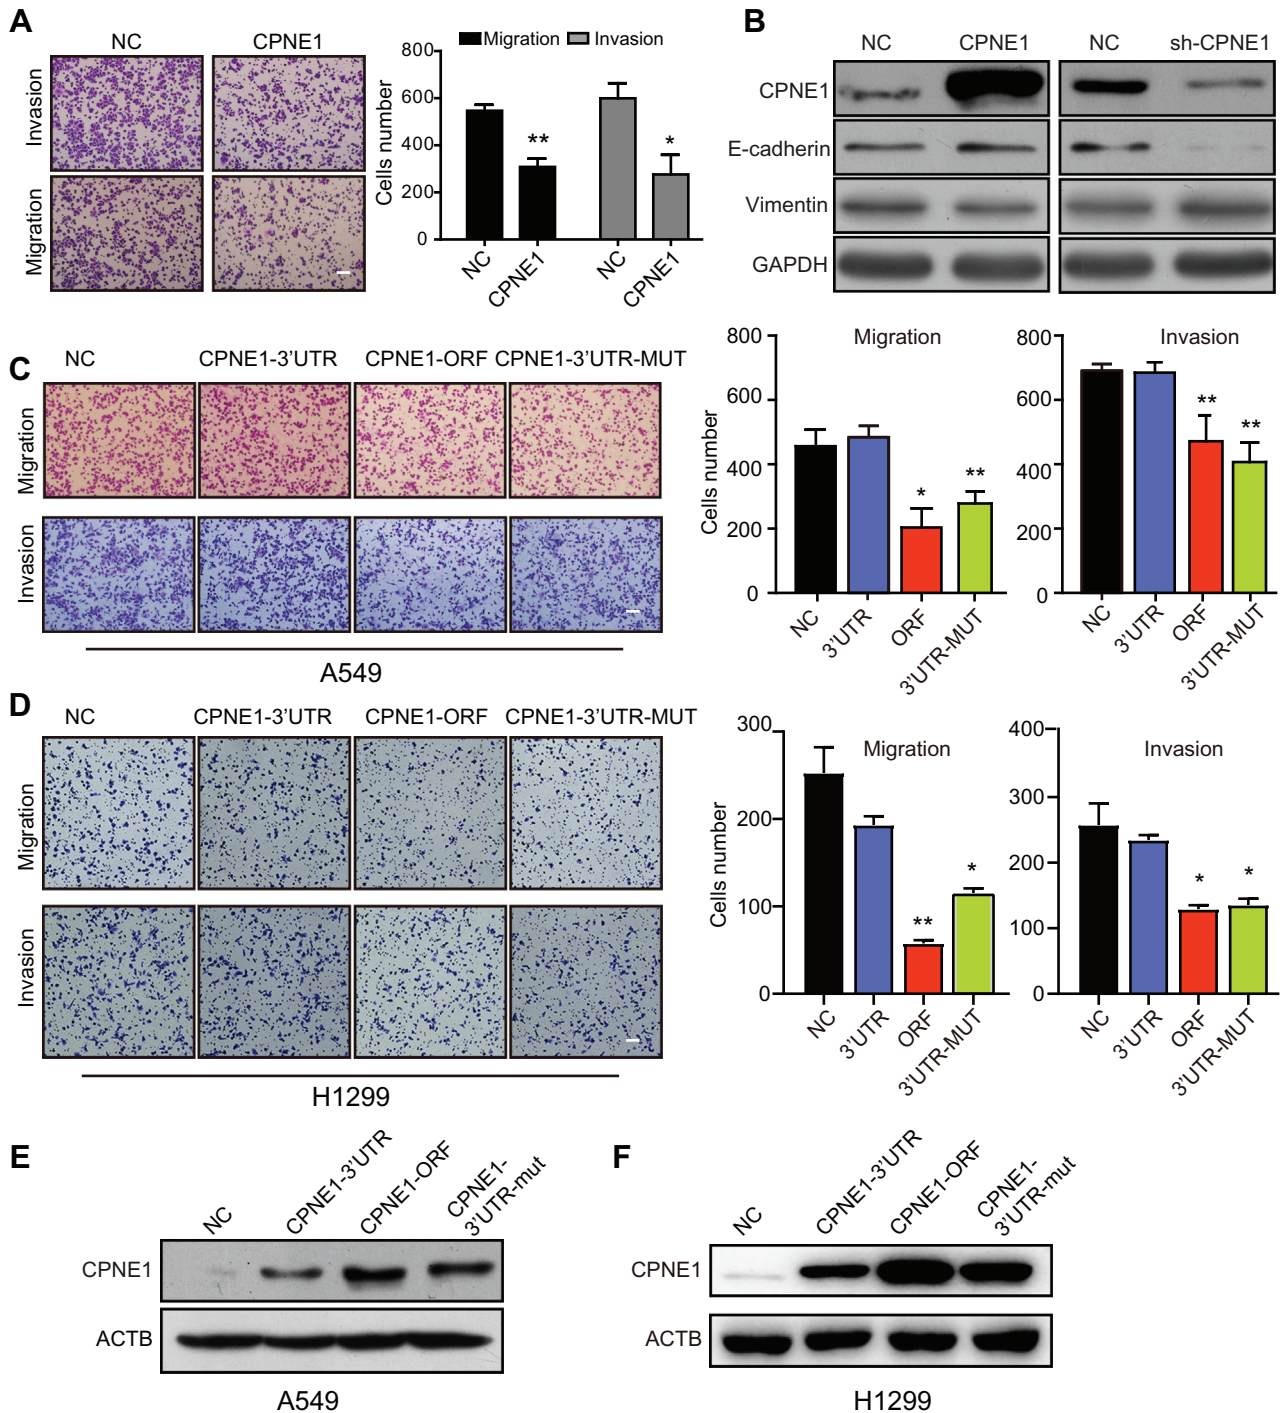 A
NC CPNE1
Invasion
Migration
Migration Invasion
Cells number
800
600
400
200
0
** *
NC CPNE1 NC CPNE1
B
NC CPNE1 NC sh-CPNE1
CPNE1
E-cadherin
Vimentin
GAPDH
C
NC CPNE1-3’UTR CPNE1-ORF CPNE1-3’UTR-MUT
Migration
Invasion
A549
Migration
Cells number
800
600
400
200
0
* **
NC 3’UTR ORF 3’UTR-MUT
Invasion
800
600
400
200
0
** **
NC 3’UTR ORF 3’UTR-MUT
D
NC CPNE1-3’UTR CPNE1-ORF CPNE1-3’UTR-MUT
Migration
Invasion
H1299
Migration
Cells number
300
200
100
0
** *
NC 3’UTR ORF 3’UTR-MUT
Invasion
400
300
200
100
0
* *
NC 3’UTR ORF 3’UTR-MUT
E
NC CPNE1-3’UTR CPNE1-ORF CPNE1-
3’UTR-mut
CPNE1
ACTB
A549
F
NC CPNE1-3’UTR CPNE1-ORF CPNE1-
3’UTR-mut
CPNE1
ACTB
H1299